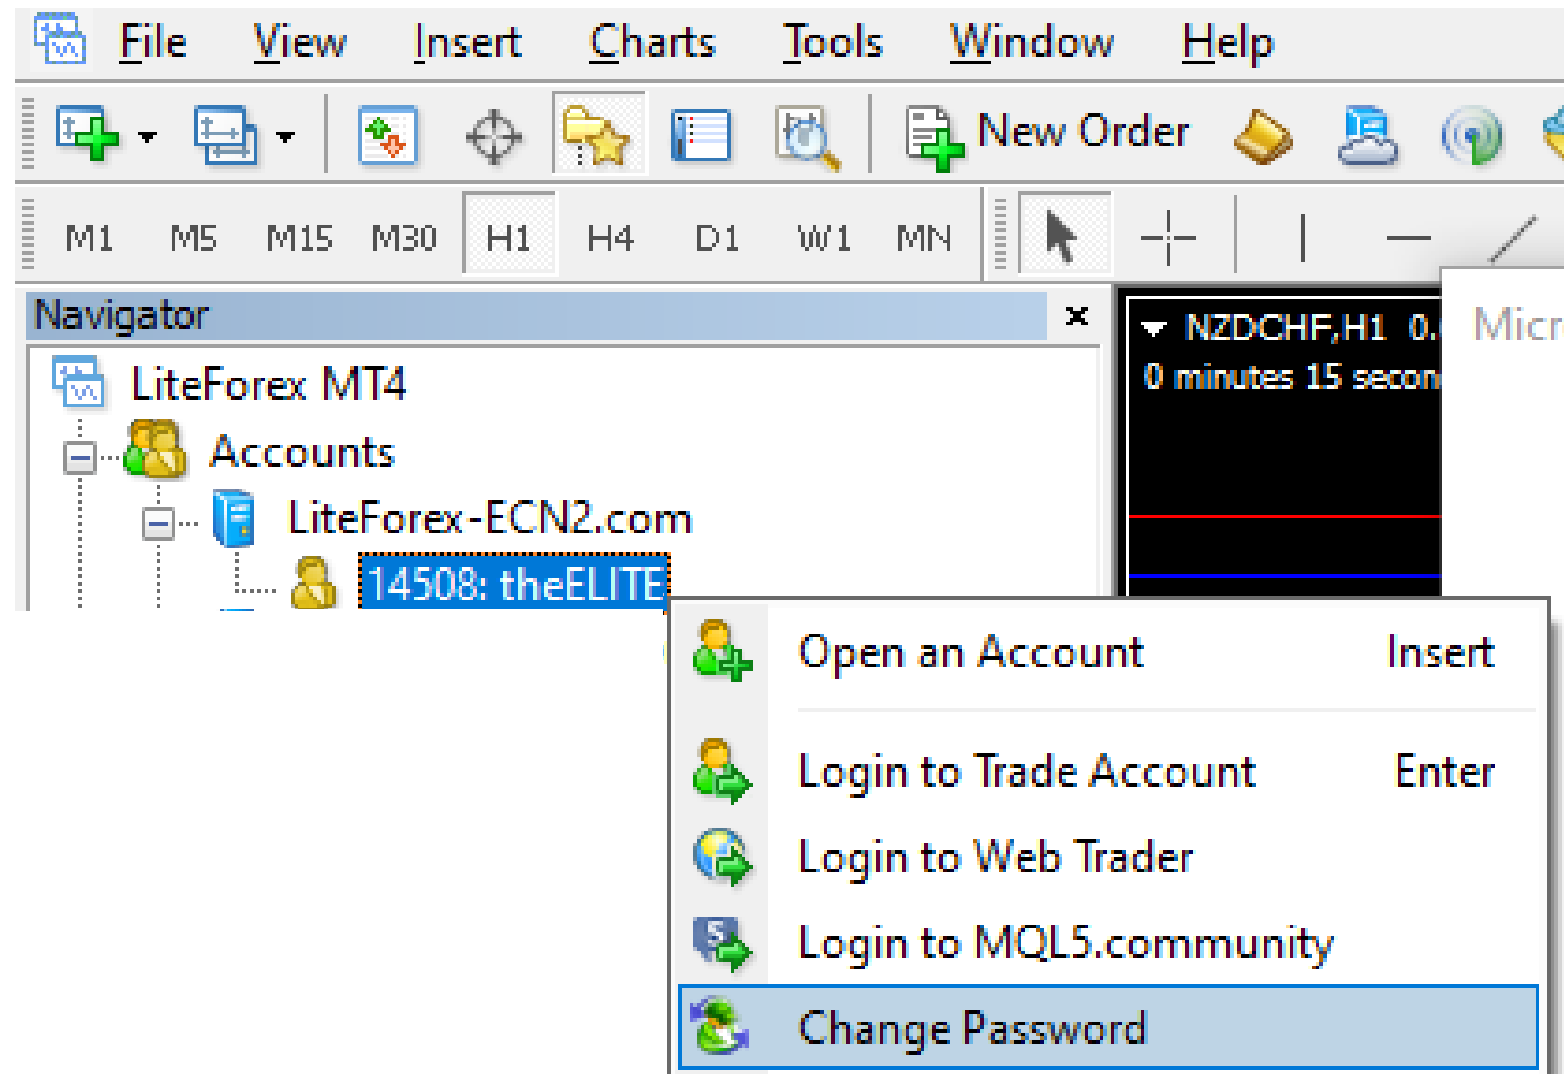 File View Insert Charts Tools Window Help
New Order
M1 M5 M15 M30 H1 H4 D1 W1 MN
Navigator
NZDCHF,H1 0.
LiteForex MT4
0 minutes 15
Accounts
LiteForex-ECN2.com
14508: theELITE
Open an Account Insert
Login to Trade Account Enter
Login to Web Trader
Login to MQL5.community
Change Password